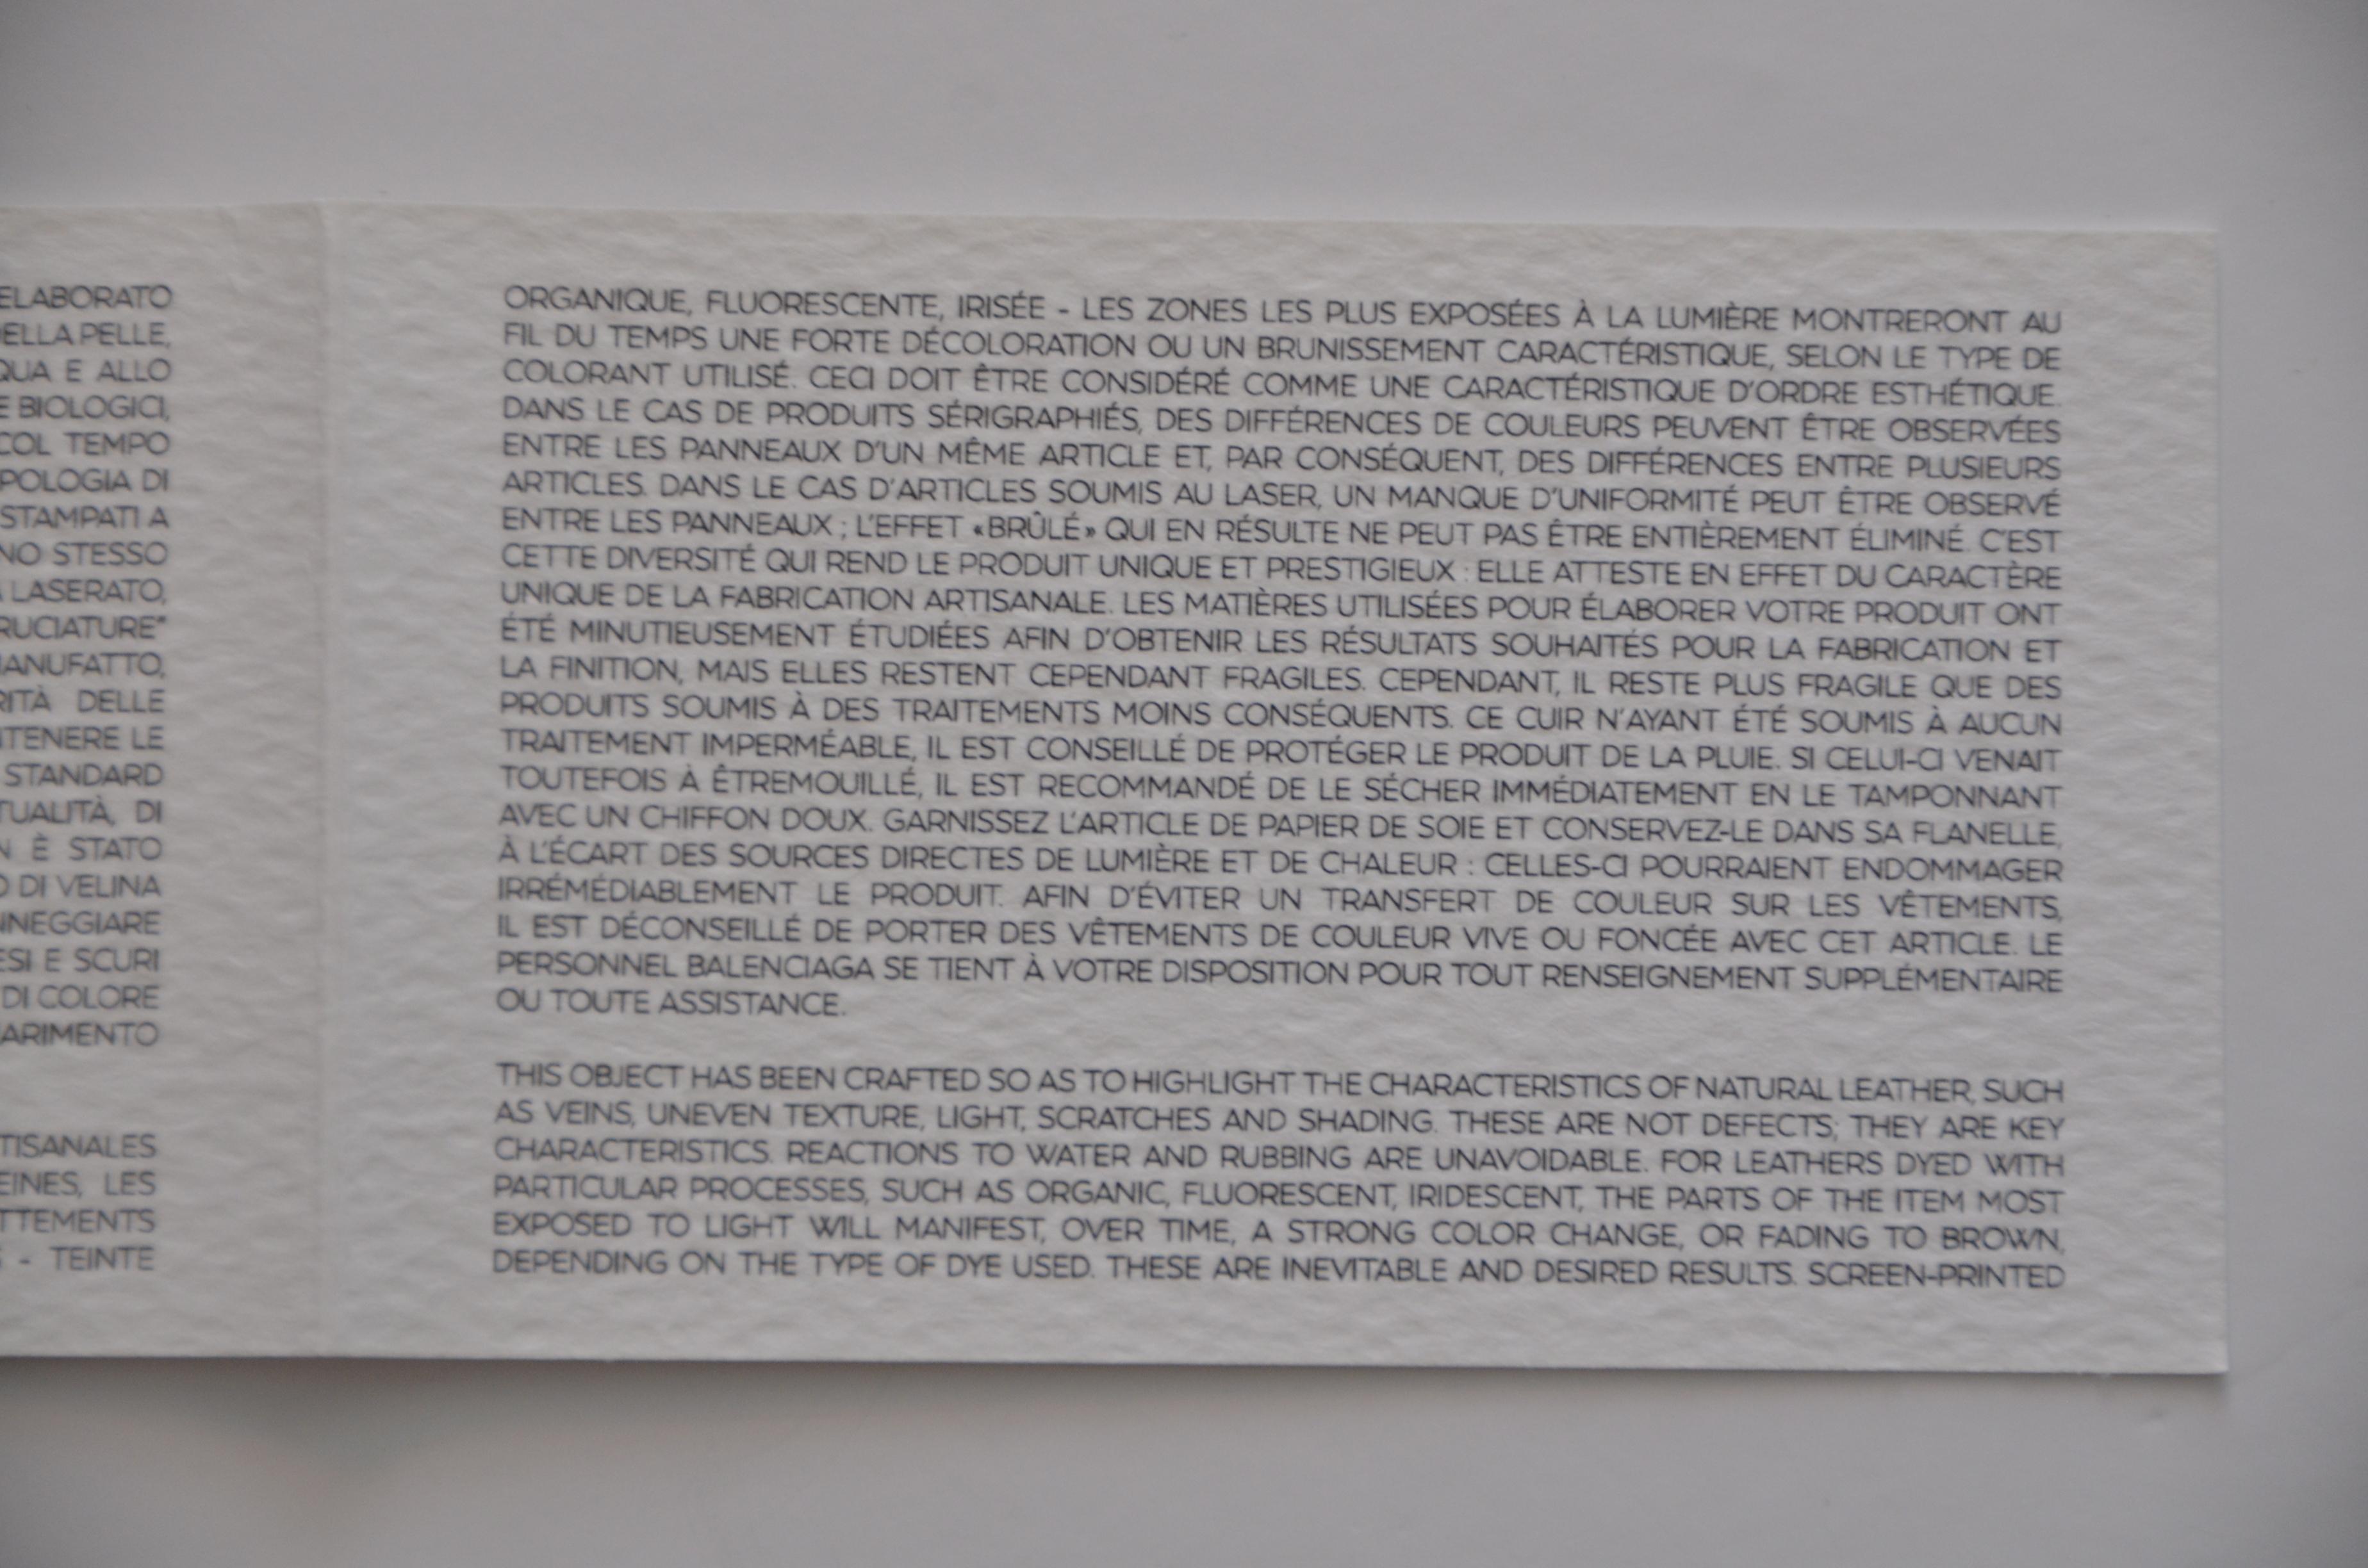 ELABORATO
DELLA PELLE,
QUA E ALLO
E BIOLOGICI,
COL TEMPO
POLOGIA DI
STAMPATI A
NO STESSO
LASERATO,
RUCIATURE"
MANUFATTO,
RITÀ DELLE
TENERE LE
STANDARD
TUALITÀ, DI
N È STATO
O DI VELINA
NNEGGIARE
ESI E SCURI
DI COLORE
ARIMENTO
TISANALES
EINES, LES
TTEMENTS
- TEINTE
ORGANIQUE, FLUORESCENTE, IRISÉE - LES ZONES LES PLUS EXPOSÉES À LA LUMIÈRE MONTRERONT AU
FIL DU TEMPS UNE FORTE DÉCOLORATION OU UN BRUNISSEMENT CARACTÉRISTIQUE, SELON LE TYPE DE
COLORANT UTILISÉ. CECI DOIT ÊTRE CONSIDÉRÉ COMME UNE CARACTÉRISTIQUE D'ORDRE ESTHÉTIQUE.
DANS LE CAS DE PRODUITS SÉRIGRAPHIÉS, DES DIFFÉRENCES DE COULEURS PEUVENT ÊTRE OBSERVÉES
ENTRE LES PANNEAUX D'UN MÊME ARTICLE ET, PAR CONSÉQUENT, DES DIFFÉRENCES ENTRE PLUSIEURS
ARTICLES. DANS LE CAS D'ARTICLES SOUMIS AU LASER, UN MANQUE D'UNIFORMITÉ PEUT ÊTRE OBSERVÉ
ENTRE LES PANNEAUX ; L'EFFET «BRÛLÉ» QUI EN RÉSULTE NE PEUT PAS ÊTRE ENTIÈREMENT ÉLIMINÉ. C'EST
CETTE DIVERSITÉ QUI REND LE PRODUIT UNIQUE ET PRESTIGIEUX : ELLE ATTESTE EN EFFET DU CARACTÈRE
UNIQUE DE LA FABRICATION ARTISANALE. LES MATIÈRES UTILISÉES POUR ÉLABORER VOTRE PRODUIT ONT
ÉTÉ MINUTIEUSEMENT ÉTUDIÉES AFIN D'OBTENIR LES RÉSULTATS SOUHAITÉS POUR LA FABRICATION ET
LA FINITION, MAIS ELLES RESTENT CEPENDANT FRAGILES. CEPENDANT, IL RESTE PLUS FRAGILE QUE DES
PRODUITS SOUMIS À DES TRAITEMENTS MOINS CONSÉQUENTS. CE CUIR N'AYANT ÉTÉ SOUMIS À AUCUN
TRAITEMENT IMPERMÉABLE, IL EST CONSEILLÉ DE PROTÉGER LE PRODUIT DE LA PLUIE. SI CELUI-CI VENAIT
TOUTEFOIS À ÊTREMOUILLÉ, IL EST RECOMMANDÉ DE LE SÉCHER IMMÉDIATEMENT EN LE TAMPONNANT
AVEC UN CHIFFON DOUX. GARNISSEZ L'ARTICLE DE PAPIER DE SOIE ET CONSERVEZ-LE DANS SA FLANELLE,
À L'ÉCART DES SOURCES DIRECTES DE LUMIÈRE ET DE CHALEUR : CELLES-CI POURRAIENT ENDOMMAGER
IRRÉMÉDIABLEMENT LE PRODUIT. AFIN D'ÉVITER UN TRANSFERT DE COULEUR SUR LES VÊTEMENTS,
IL EST DÉCONSEILLÉ DE PORTER DES VÊTEMENTS DE COULEUR VIVE OU FONCÉE AVEC CET ARTICLE. LE
PERSONNEL BALENCIAGA SE TIENT À VOTRE DISPOSITION POUR TOUT RENSEIGNEMENT SUPPLÉMENTAIRE
OU TOUTE ASSISTANCE.
THIS OBJECT HAS BEEN CRAFTED SO AS TO HIGHLIGHT THE CHARACTERISTICS OF NATURAL LEATHER, SUCH
AS VEINS, UNEVEN TEXTURE, LIGHT, SCRATCHES AND SHADING. THESE ARE NOT DEFECTS; THEY ARE KEY
CHARACTERISTICS. REACTIONS TO WATER AND RUBBING ARE UNAVOIDABLE. FOR LEATHERS DYED WITH
PARTICULAR PROCESSES, SUCH AS ORGANIC, FLUORESCENT, IRIDESCENT, THE PARTS OF THE ITEM MOST
EXPOSED TO LIGHT WILL MANIFEST, OVER TIME, A STRONG COLOR CHANGE, OR FADING TO BROWN,
DEPENDING ON THE TYPE OF DYE USED. THESE ARE INEVITABLE AND DESIRED RESULTS. SCREEN-PRINTED